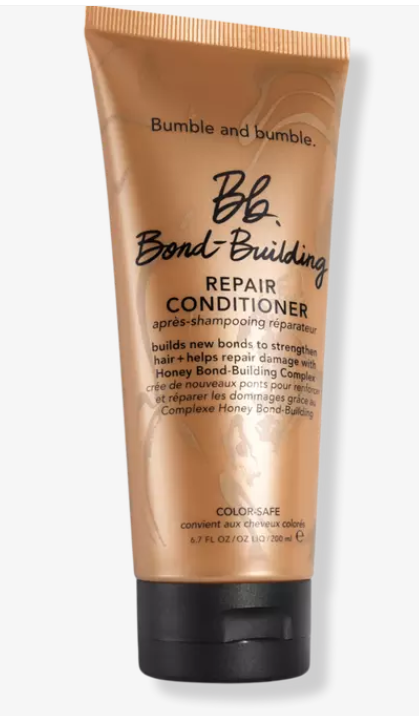 Bumble and bumble.
Bb.
Bond-Building
REPAIR
CONDITIONER
après-shampooing réparateur
builds new bonds to strengthen
hair + helps repair damage with
Honey Bond-Building Complex
crée de nouveaux ponts pour renforcer
et réparer les dommages grâce au
Complexe Honey Bond-Building
COLOR-SAFE
convient aux cheveux colorés
6.7 FL OZ/OZ LIQ/200 ml ℮